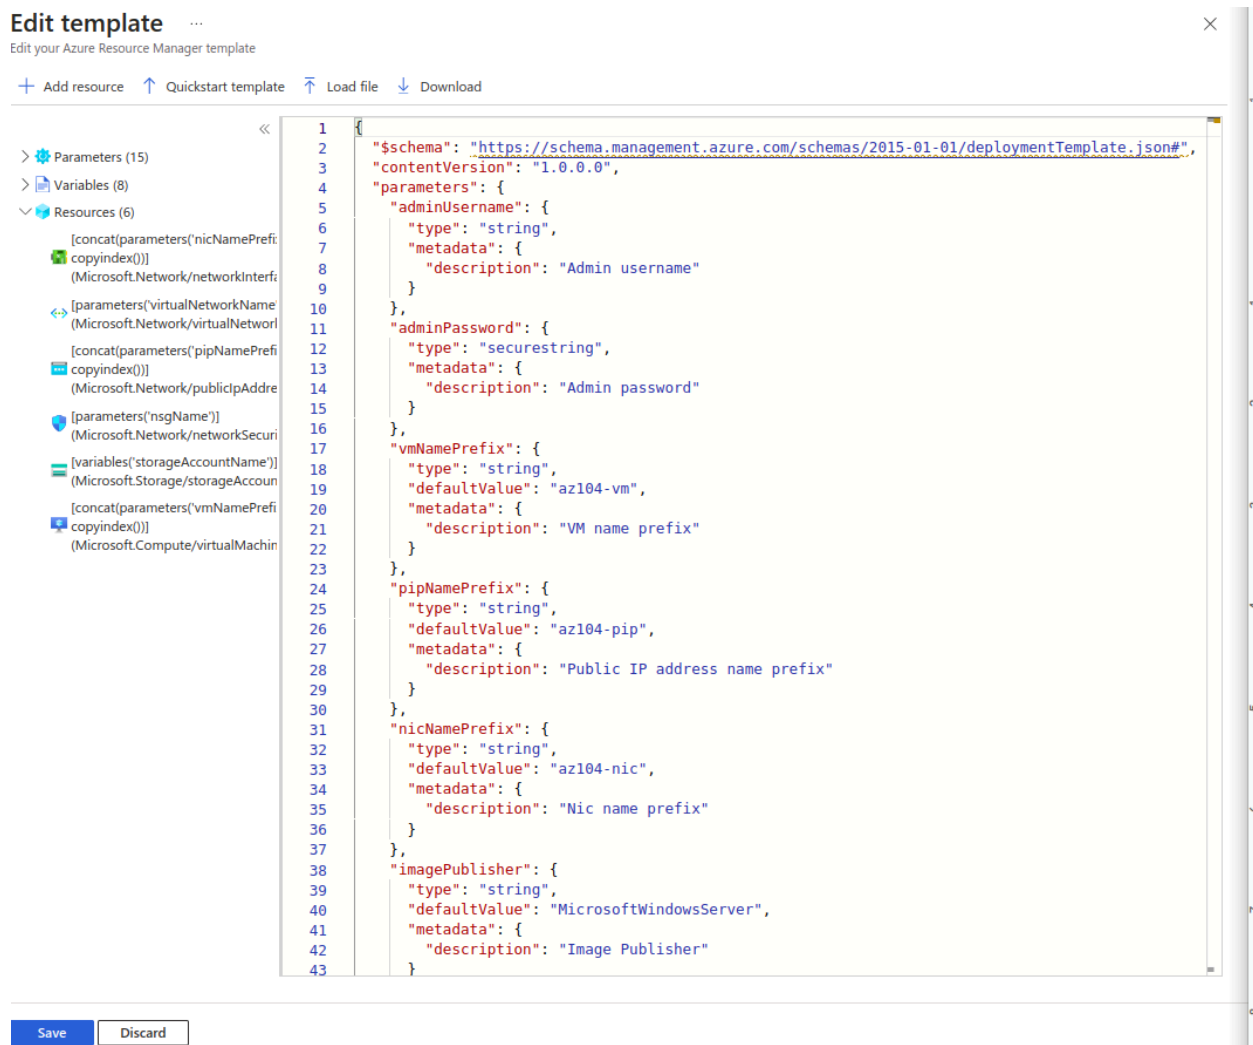 Edit template ...
Edit your Azure Resource Manager template
Add resource Quickstart template Load file Download
Parameters (15)
Variables (8)
Resources (6)
[concat(parameters('nicNamePrefi
copyindex())]
(Microsoft.Network/networkInterfa
[parameters('virtualNetworkName'
(Microsoft.Network/virtualNetworl
[concat(parameters('pipNamePrefi
copyindex())]
(Microsoft.Network/publicIpAddre
[parameters('nsgName')]
(Microsoft.Network/networkSecuri
[variables('storageAccountName')]
(Microsoft.Storage/storageAccoun
[concat(parameters('vmNamePrefi
copyindex())]
(Microsoft.Compute/virtualMachin
1 {
2 "$schema": "https://schema.management.azure.com/schemas/2015-01-01/deploymentTemplate.json#",
3 "contentVersion": "1.0.0.0",
4 "parameters": {
5 "adminUsername": {
6 "type": "string",
7 "metadata": {
8 "description": "Admin username"
9 }
10 },
11 "adminPassword": {
12 "type": "securestring",
13 "metadata": {
14 "description": "Admin password"
15 }
16 },
17 "vmNamePrefix": {
18 "type": "string",
19 "defaultValue": "az104-vm",
20 "metadata": {
21 "description": "VM name prefix"
22 }
23 },
24 "pipNamePrefix": {
25 "type": "string",
26 "defaultValue": "az104-pip",
27 "metadata": {
28 "description": "Public IP address name prefix"
29 }
30 },
31 "nicNamePrefix": {
32 "type": "string",
33 "defaultValue": "az104-nic",
34 "metadata": {
35 "description": "Nic name prefix"
36 }
37 },
38 "imagePublisher": {
39 "type": "string",
40 "defaultValue": "MicrosoftWindowsServer",
41 "metadata": {
42 "description": "Image Publisher"
43 }
Save Discard